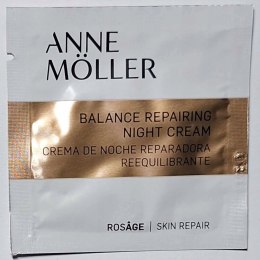 ANNE
MÖLLER
BALANCE REPAIRING
NIGHT CREAM
CREMA DE NOCHE REPARADORA
REEQUILIBRANTE
ROSÂGE | SKIN REPAIR